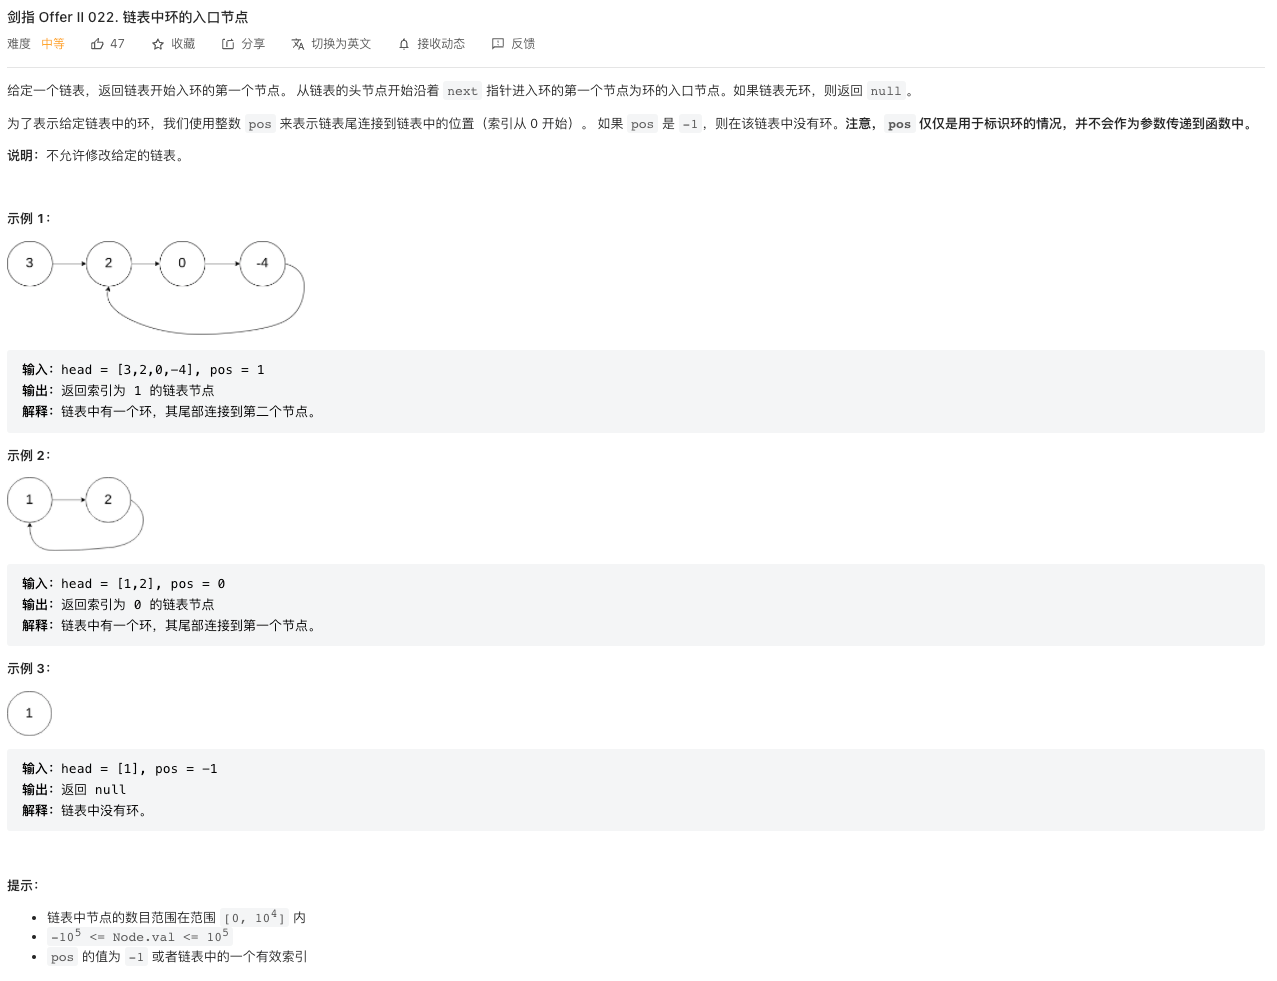 剑指 Offer II 022. 链表中环的入口节点
难度 中等 47 收藏 分享 切换为英文 接收动态 反馈
给定一个链表，返回链表开始入环的第一个节点。 从链表的头节点开始沿着 next 指针进入环的第一个节点为环的入口节点。如果链表无环，则返回 null。
为了表示给定链表中的环，我们使用整数 pos 来表示链表尾连接到链表中的位置（索引从 0 开始）。 如果 pos 是 -1，则在该链表中没有环。注意，pos 仅仅是用于标识环的情况，并不会作为参数传递到函数中。
说明：不允许修改给定的链表。
示例 1：
3 2 0 -4
输入：head = [3,2,0,-4], pos = 1
输出：返回索引为 1 的链表节点
解释：链表中有一个环，其尾部连接到第二个节点。
示例 2：
1 2
输入：head = [1,2], pos = 0
输出：返回索引为 0 的链表节点
解释：链表中有一个环，其尾部连接到第一个节点。
示例 3：
1
输入：head = [1], pos = -1
输出：返回 null
解释：链表中没有环。
提示：
• 链表中节点的数目范围在范围 [0, 10⁴] 内
• -10⁵ <= Node.val <= 10⁵
• pos 的值为 -1 或者链表中的一个有效索引